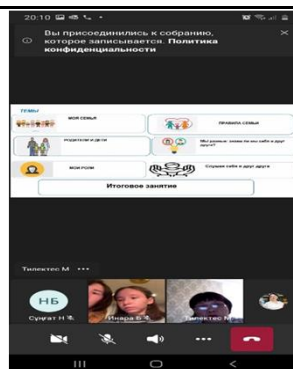 20:10
Вы присоединились к собранию,
которое записывается. Политика
конфиденциальности
ТЕМЫ
МОЯ СЕМЬЯ
ПРАВИЛА СЕМЬИ
РОДИТЕЛИ И ДЕТИ
Мы разные: знаем ли мы себя и друг
друга?
МОИ РОЛИ
Слушаем себя и друг друга
Итоговое занятие
Тилектес М
НБ
Сунгат Н
Инара Б
Тилектес М